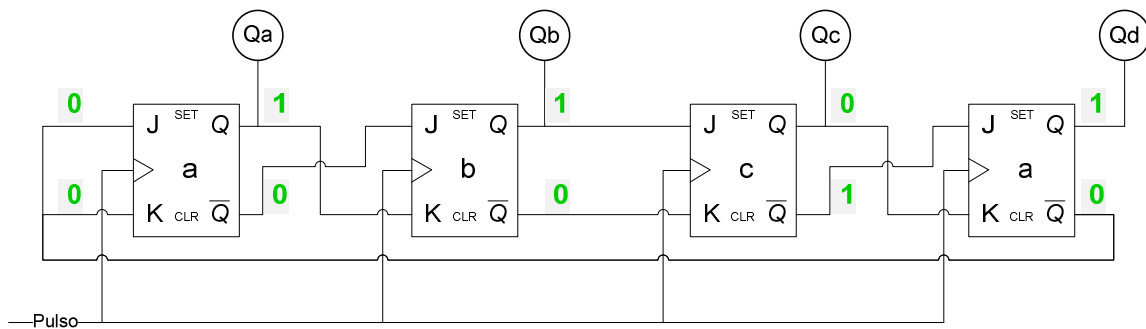 Qa Qb Qc Qd
0 1 1 0 1
J SET Q J SET Q J SET Q J SET Q
a b c a
0 0 0 1 0
K CLR Q K CLR Q K CLR Q K CLR Q
Pulso